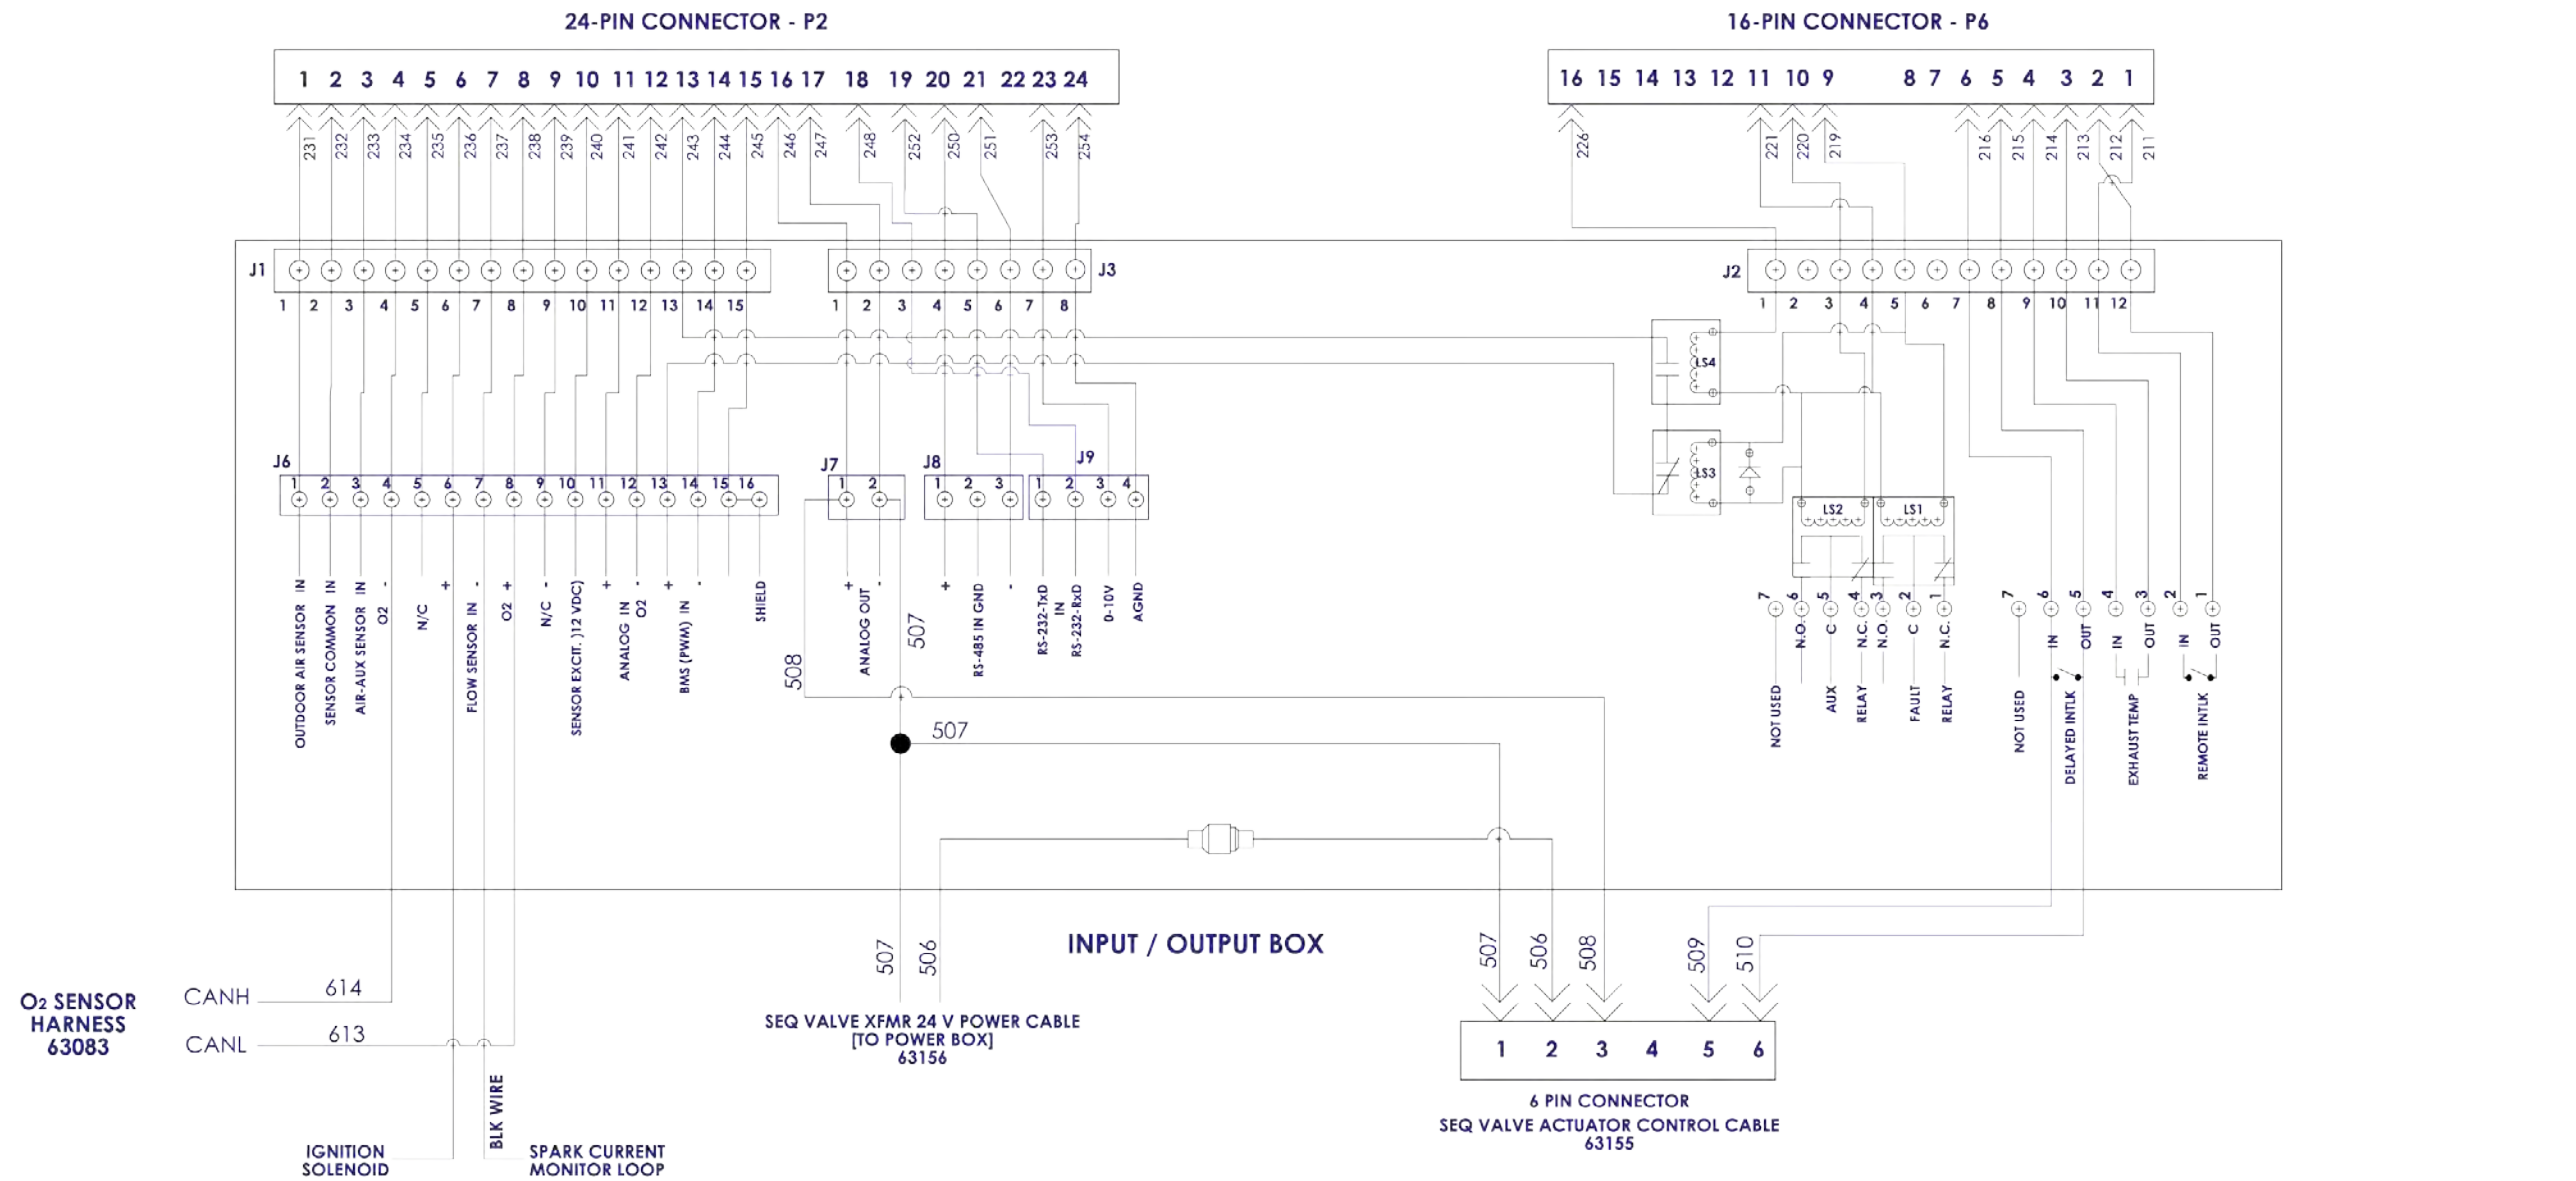 24-PIN CONNECTOR - P2
16-PIN CONNECTOR - P6
1 2 3 4 5 6 7 8 9 10 11 12 13 14 15 16 17 18 19 20 21 22 23 24
16 15 14 13 12 11 10 9 8 7 6 5 4 3 2 1
231 232 233 234 235 236 237 238 239 240 241 242 243 244 245 246 247 248 252 250 251 253 254
226 221 220 219 216 215 214 213 212 211
J1
J3
J2
1 2 3 4 5 6 7 8 9 10 11 12 13 14 15
1 2 3 4 5 6 7 8
1 2 3 4 5 6 7 8 9 10 11 12
LS4
LS3
LS2
LS1
J6
J7
J8
J9
1 2 3 4 5 6 7 8 9 10 11 12 13 14 15 16
1 2
1 2 3
1 2 3 4
OUTDOOR AIR SENSOR IN
SENSOR COMMON IN
AIR-AUX SENSOR IN
O2 -
N/C
+
FLOW SENSOR IN -
O2 +
N/C -
SENSOR EXCIT. )12 VDC)
ANALOG IN +
O2 -
BMS (PWM) IN + -
SHIELD
+
ANALOG OUT
-
507
508
+
RS-485 IN GND
-
RS-232-TxD
IN
RS-232-RxD
0-10V
AGND
7 6 5 4 3 2 1
N.O. C N.C. N.O. C N.C.
NOT USED
AUX
RELAY
FAULT
RELAY
7 6 5 4 3 2 1
IN OUT IN OUT IN OUT
NOT USED
DELAYED INTLK
EXHAUST TEMP
REMOTE INTLK
507
INPUT / OUTPUT BOX
507 506
507 506 508 509 510
O2 SENSOR
HARNESS
63083
CANH 614
CANL 613
SEQ VALVE XFMR 24 V POWER CABLE
[TO POWER BOX]
63156
1 2 3 4 5 6
6 PIN CONNECTOR
SEQ VALVE ACTUATOR CONTROL CABLE
63155
BLK WIRE
IGNITION
SOLENOID
SPARK CURRENT
MONITOR LOOP